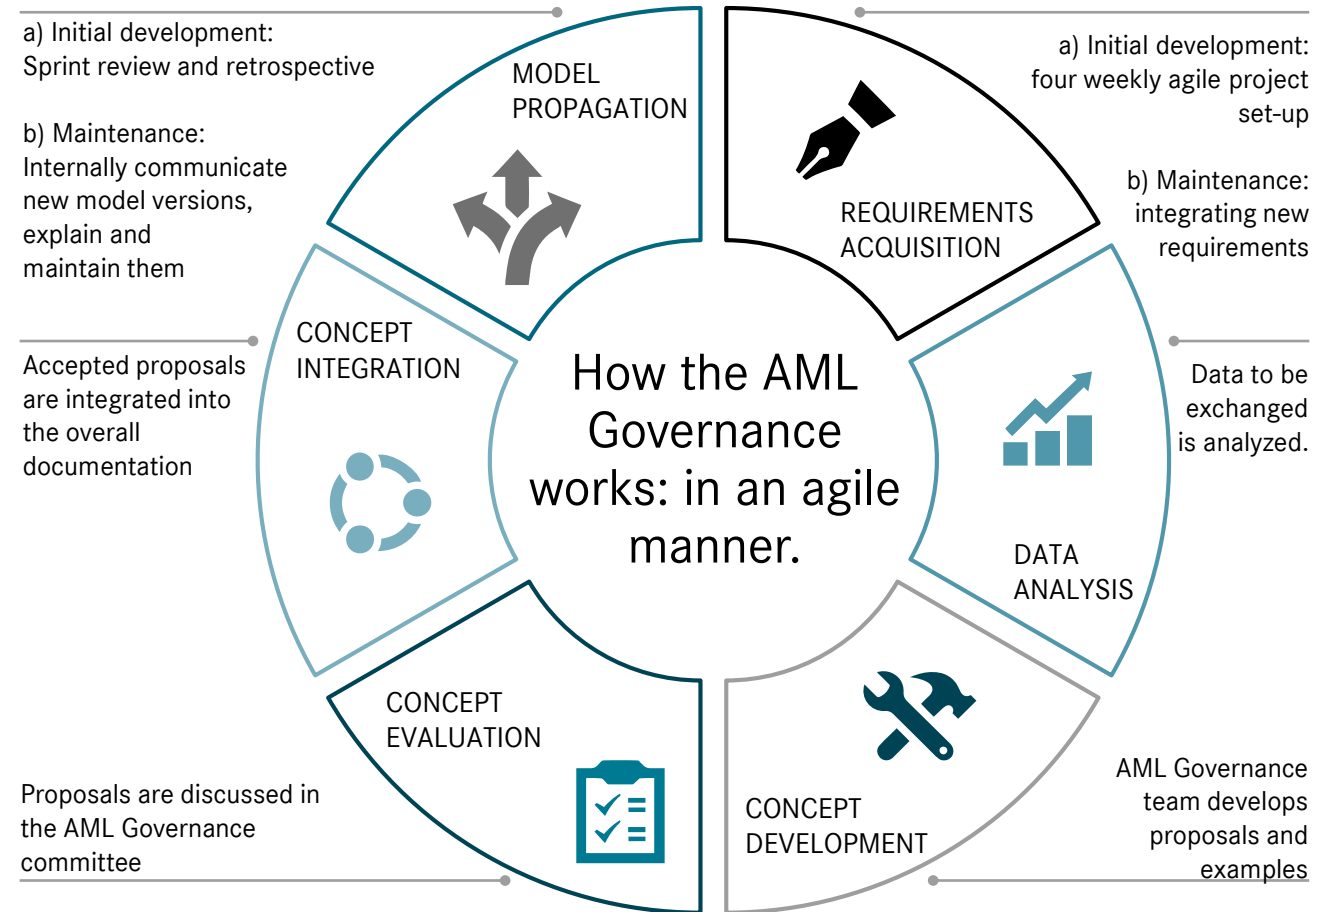 a) Initial development:
Sprint review and retrospective
b) Maintenance:
Internally communicate
new model versions,
explain and
maintain them
MODEL
PROPAGATION
a) Initial development:
four weekly agile project
set-up
b) Maintenance:
integrating new
requirements
REQUIREMENTS
ACQUISITION
CONCEPT
INTEGRATION
Accepted proposals
are integrated into
the overall
documentation
How the AML
Governance
works: in an agile
manner.
Data to be
exchanged
is analyzed.
DATA
ANALYSIS
CONCEPT
EVALUATION
Proposals are discussed in
the AML Governance
committee
CONCEPT
DEVELOPMENT
AML Governance
team develops
proposals and
examples